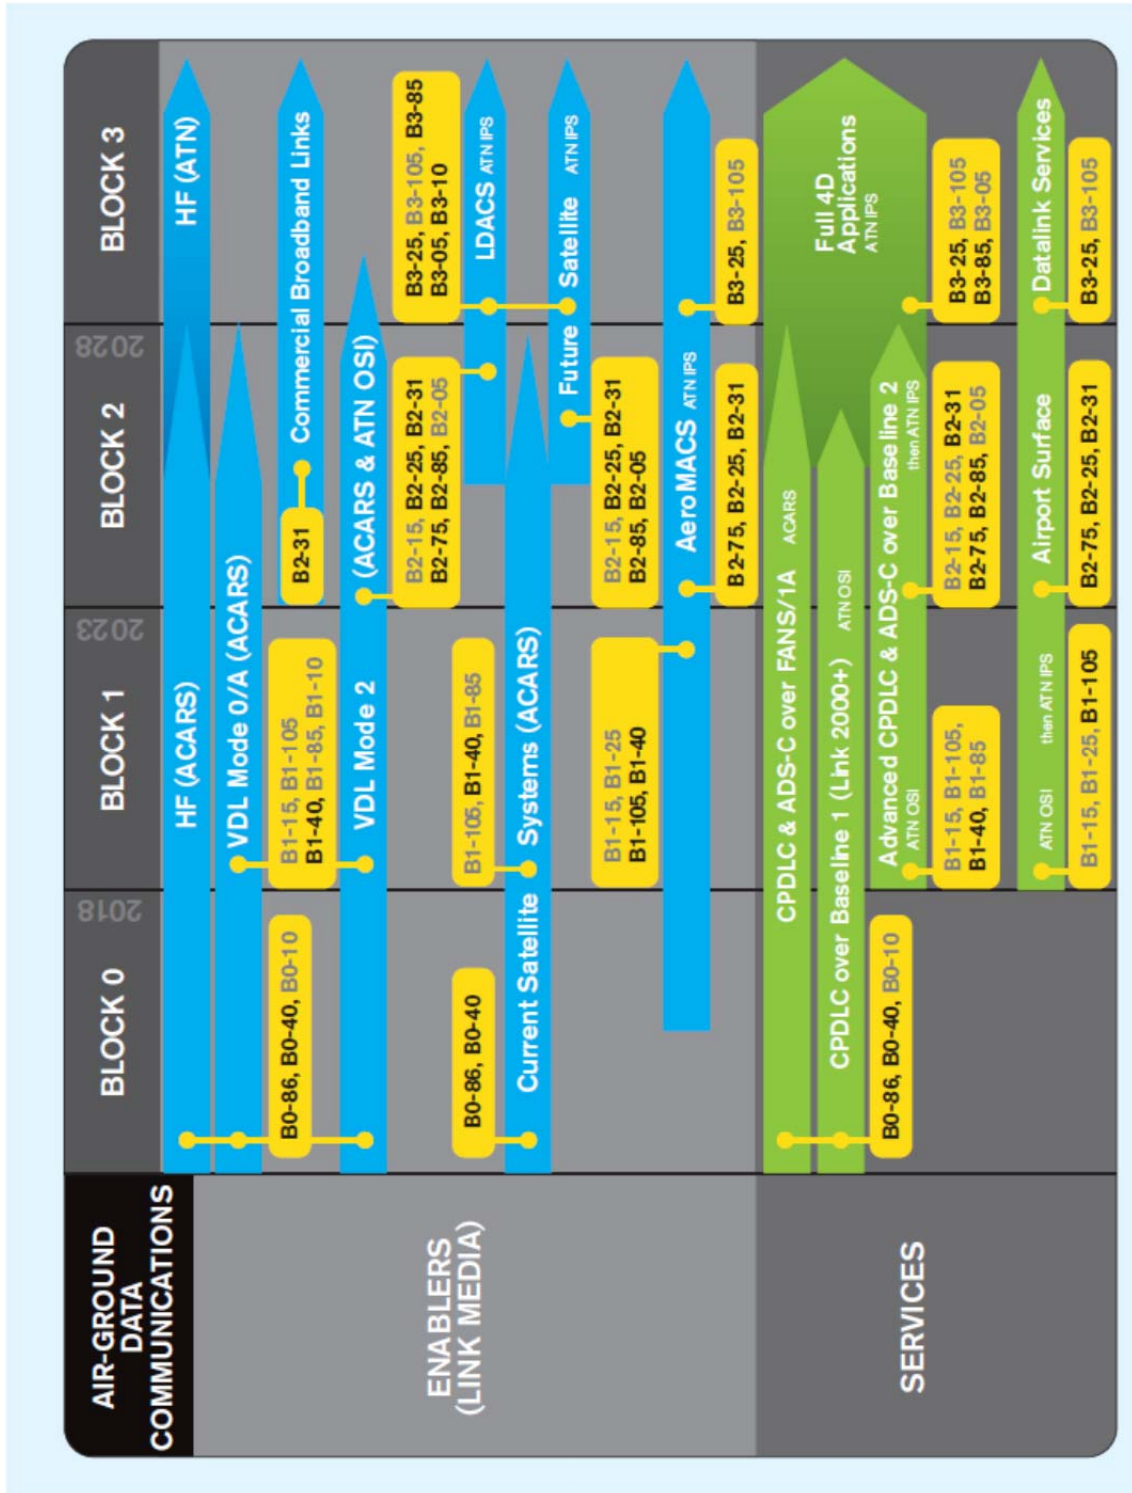 AIR-GROUND
DATA
COMMUNICATIONS
BLOCK 0
2018
BLOCK 1
2023
BLOCK 2
2028
BLOCK 3
ENABLERS
(LINK MEDIA)
HF (ACARS)
HF (ATN)
VDL Mode 0/A (ACARS)
B0-86, B0-40, B0-10
B1-15, B1-105
B1-40, B1-85, B1-10
B2-31
Commercial Broadband Links
VDL Mode 2
(ACARS & ATN OSI)
B2-15, B2-25, B2-31
B2-75, B2-85, B2-05
B3-25, B3-105, B3-85
B3-05, B3-10
LDACS ATN IPS
B0-86, B0-40
B1-105, B1-40, B1-85
Current Satellite Systems (ACARS)
Future Satellite ATN IPS
B1-15, B1-25
B1-105, B1-40
B2-15, B2-25, B2-31
B2-85, B2-05
AeroMACS ATN IPS
B2-75, B2-25, B2-31
B3-25, B3-105
SERVICES
CPDLC & ADS-C over FANS/1A ACARS
CPDLC over Baseline 1 (Link 2000+) ATN OSI
Full 4D
Applications
ATN IPS
Advanced CPDLC & ADS-C over Baseline 2
ATN OSI
then ATN IPS
B0-86, B0-40, B0-10
B1-15, B1-105,
B1-40, B1-85
B2-15, B2-25, B2-31
B2-75, B2-85, B2-05
B3-25, B3-105
B3-85, B3-05
Airport Surface Datalink Services
ATN OSI
then ATN IPS
B1-15, B1-25, B1-105
B2-75, B2-25, B2-31
B3-25, B3-105